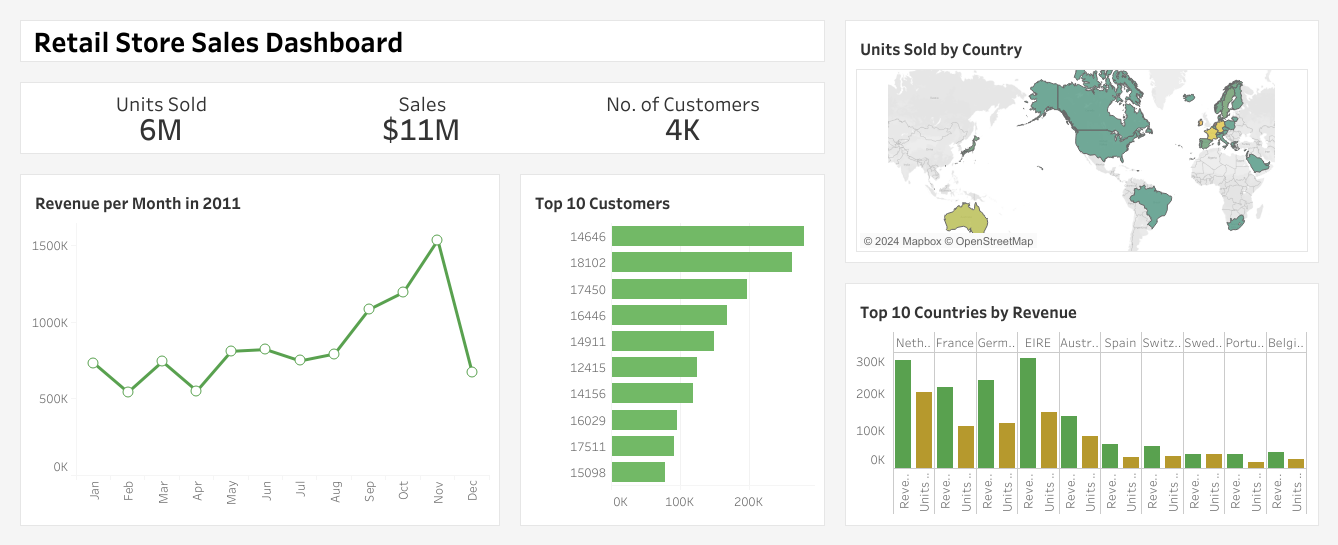 Retail Store Sales Dashboard
Units Sold
6M
Sales
$11M
No. of Customers
4K
Revenue per Month in 2011
1500K
1000K
500K
0K
Jan
Feb
Mar
Apr
May
Jun
Jul
Aug
Sep
Oct
Nov
Dec
Top 10 Customers
14646
18102
17450
16446
14911
12415
14156
16029
17511
15098
0K
100K
200K
Units Sold by Country
© 2024 Mapbox © OpenStreetMap
Top 10 Countries by Revenue
Neth.. France Germ.. EIRE Austr.. Spain Switz.. Swed.. Portu.. Belgi..
300K
200K
100K
0K
Reve..
Units ..
Reve..
Units ..
Reve..
Units ..
Reve..
Units ..
Reve..
Units ..
Reve..
Units ..
Reve..
Units ..
Reve..
Units ..
Reve..
Units ..
Reve..
Units ..